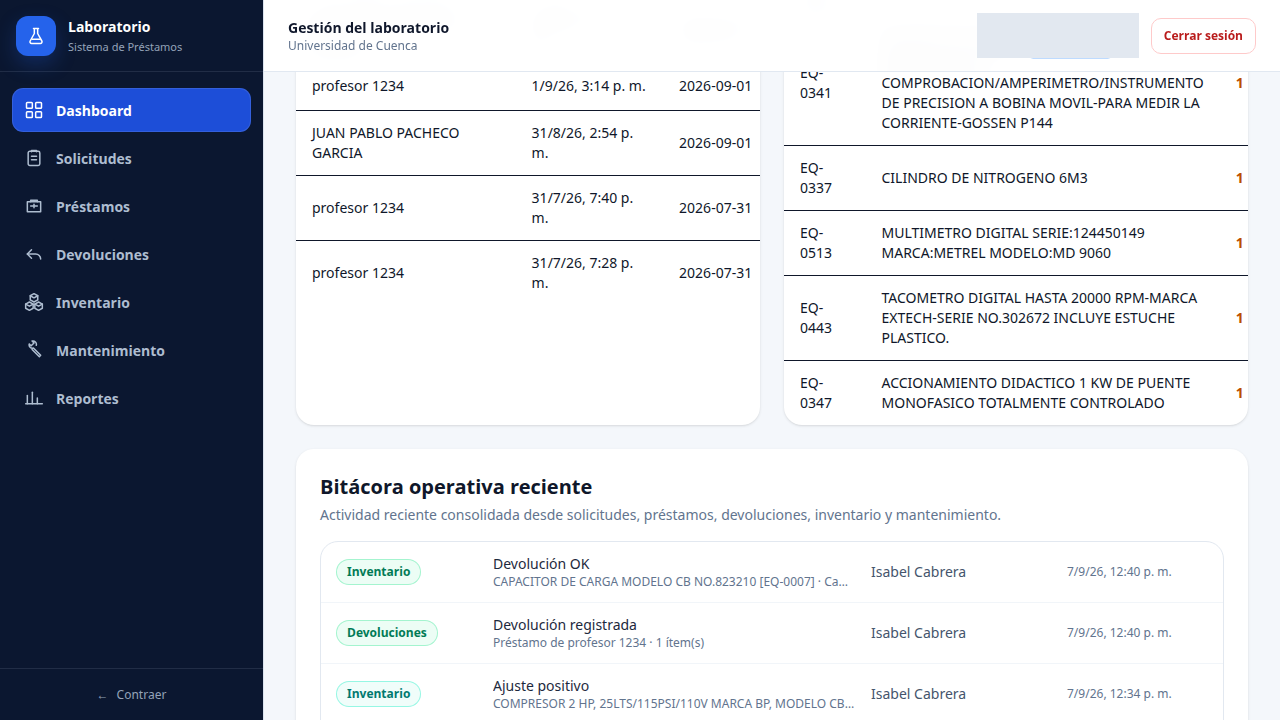 Laboratorio
Sistema de Préstamos
Dashboard
Solicitudes
Préstamos
Devoluciones
Inventario
Mantenimiento
Reportes
← Contraer
Gestión del laboratorio
Universidad de Cuenca
Cerrar sesión
profesor 1234 1/9/26, 3:14 p. m. 2026-09-01
JUAN PABLO PACHECO
GARCIA
31/8/26, 2:54 p.
m.
2026-09-01
profesor 1234
31/7/26, 7:40 p.
m.
2026-07-31
profesor 1234
31/7/26, 7:28 p.
m.
2026-07-31
EQ-
0341
COMPROBACION/AMPERIMETRO/INSTRUMENTO
DE PRECISION A BOBINA MOVIL-PARA MEDIR LA
CORRIENTE-GOSSEN P144
1
EQ-
0337
CILINDRO DE NITROGENO 6M3
1
EQ-
0513
MULTIMETRO DIGITAL SERIE:124450149
MARCA:METREL MODELO:MD 9060
1
EQ-
0443
TACOMETRO DIGITAL HASTA 20000 RPM-MARCA
EXTECH-SERIE NO.302672 INCLUYE ESTUCHE
PLASTICO.
1
EQ-
0347
ACCIONAMIENTO DIDACTICO 1 KW DE PUENTE
MONOFASICO TOTALMENTE CONTROLADO
1
Bitácora operativa reciente
Actividad reciente consolidada desde solicitudes, préstamos, devoluciones, inventario y mantenimiento.
Inventario
Devolución OK
CAPACITOR DE CARGA MODELO CB NO.823210 [EQ-0007] · Ca...
Isabel Cabrera
7/9/26, 12:40 p. m.
Devoluciones
Devolución registrada
Préstamo de profesor 1234 · 1 ítem(s)
Isabel Cabrera
7/9/26, 12:40 p. m.
Inventario
Ajuste positivo
COMPRESOR 2 HP, 25LTS/115PSI/110V MARCA BP, MODELO CB...
Isabel Cabrera
7/9/26, 12:34 p. m.